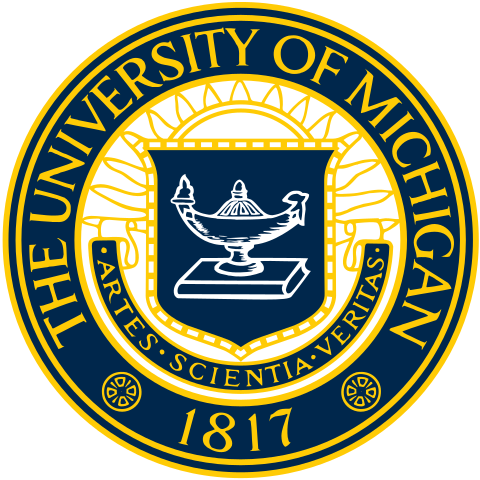 THE UNIVERSITY OF MICHIGAN
·ARTES·SCIENTIA·VERITAS·
1817